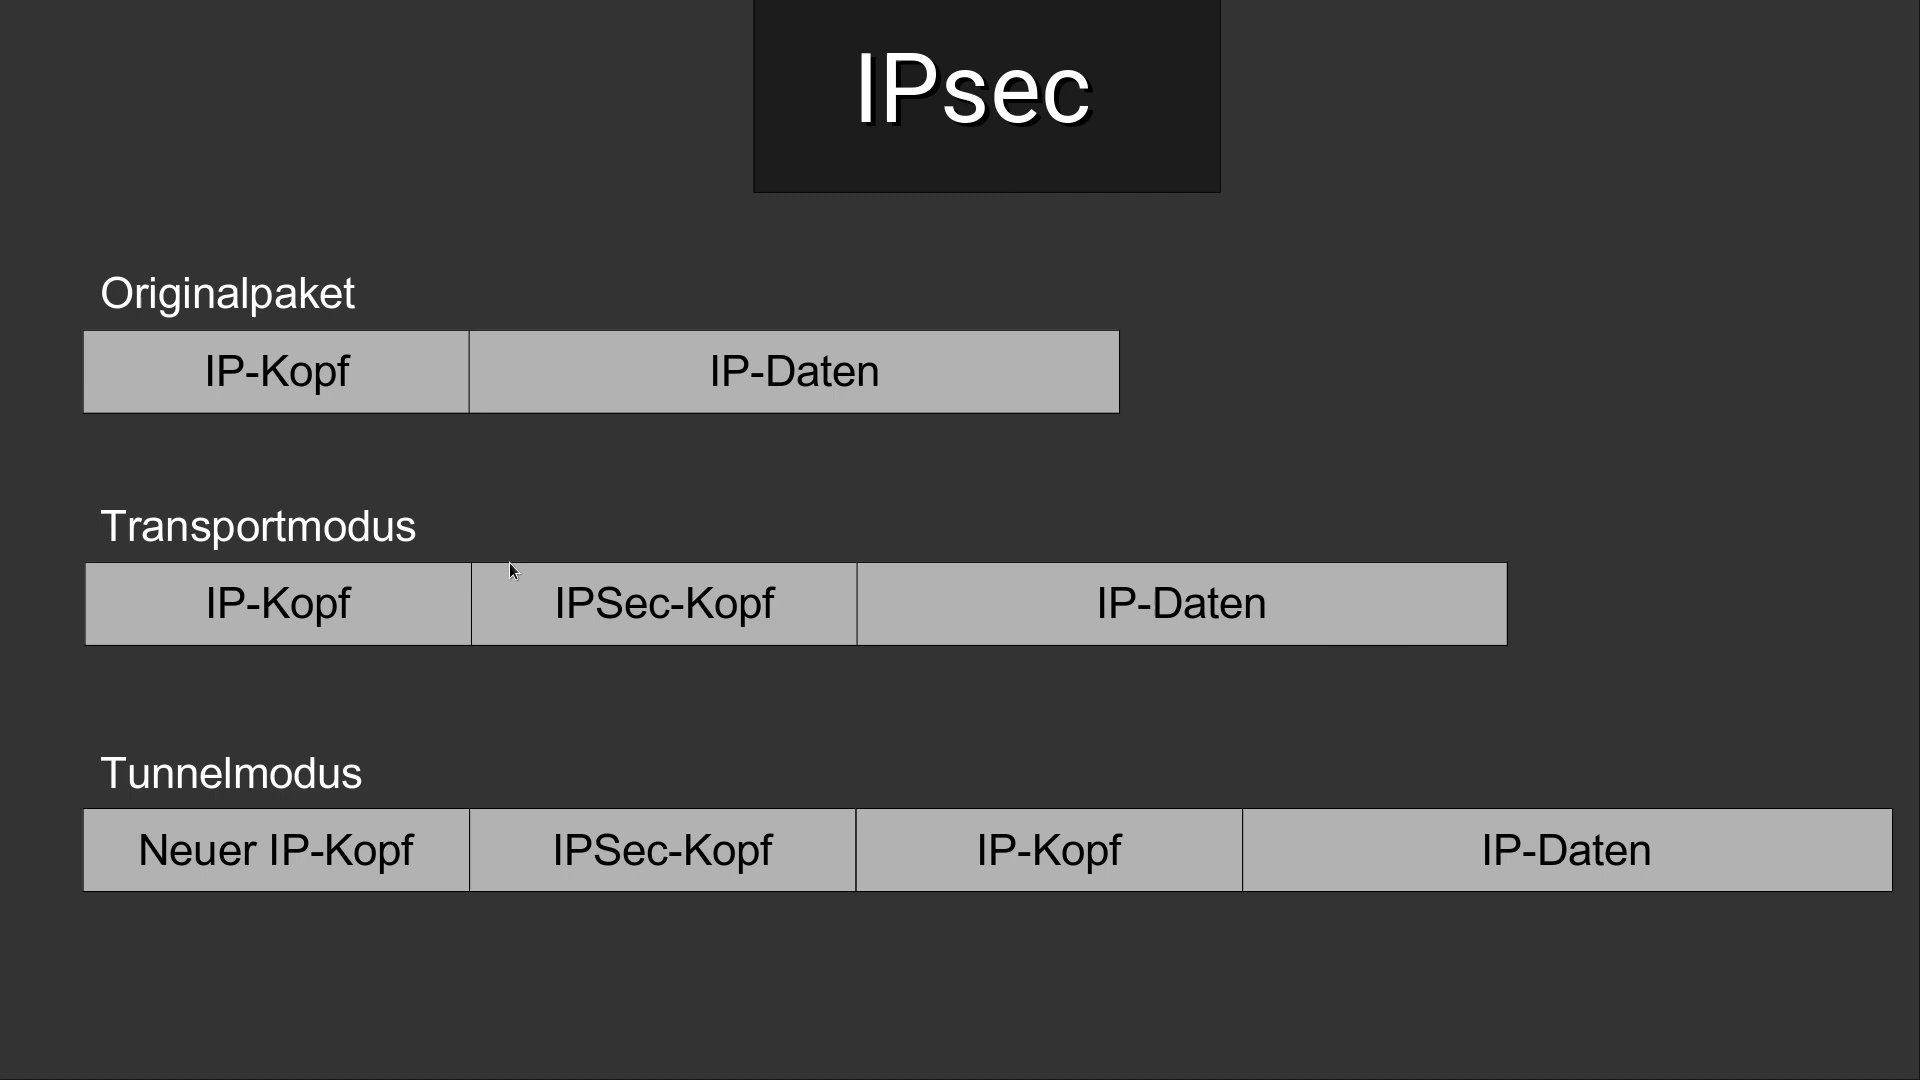 IPsec
Originalpaket
IP-Kopf IP-Daten
Transportmodus
IP-Kopf IPSec-Kopf IP-Daten
Tunnelmodus
Neuer IP-Kopf IPSec-Kopf IP-Kopf IP-Daten